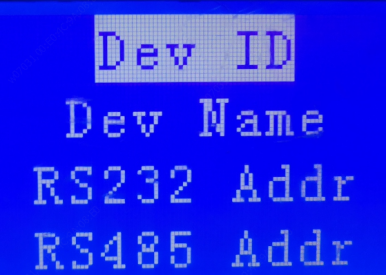 Dev ID
Dev Name
RS232 Addr
RS485 Addr